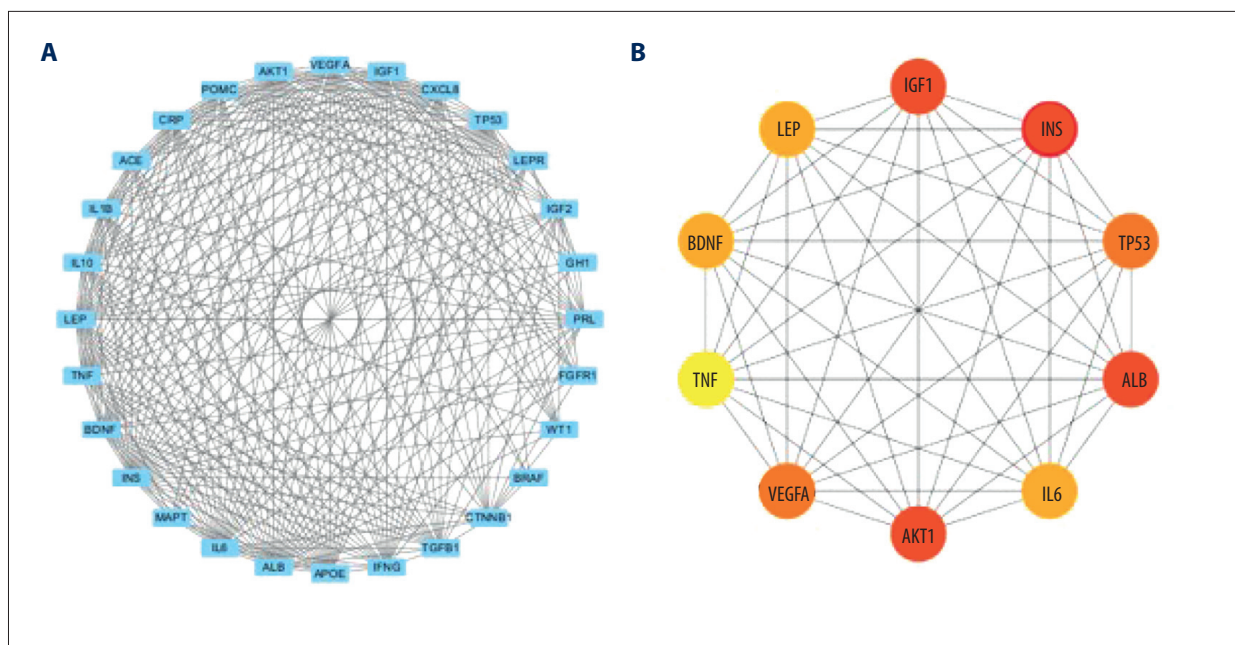 A
VEGFA
IGF1
CXCL8
TP53
LEPR
IGF2
GH1
PRL
FGFR1
WT1
BRAF
CTNNB1
TGFB1
IFNG
APOE
ALB
IL6
MAPT
INS
BDNF
TNF
LEP
IL10
IL1B
ACE
CRP
POMC
AKT1
B
IGF1
INS
TP53
ALB
IL6
AKT1
VEGFA
TNF
BDNF
LEP